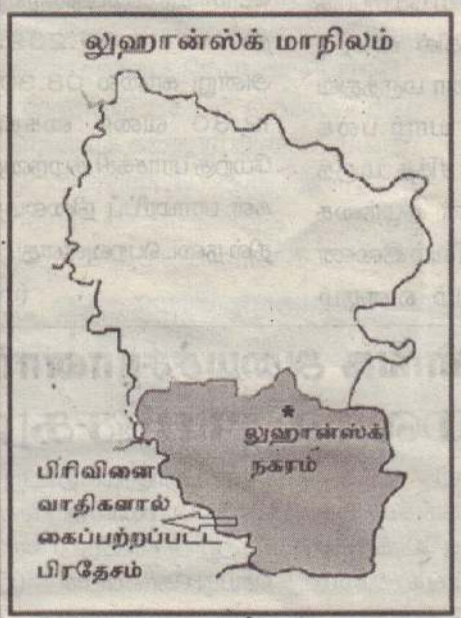 லுஹான்ஸ்க் மாநிலம்
*
லுஹான்ஸ்க்
நகரம்
பிரிவினை
வாதிகளால்
கைப்பற்றப்பட்ட
பிரதேசம்